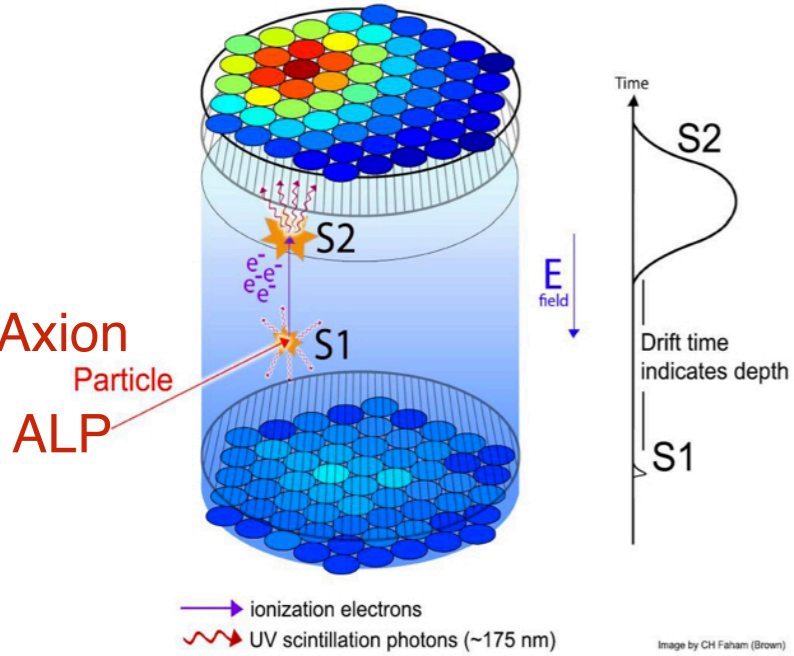 Time
S2
S2
e-
e-e-
e-
E
field
Axion
Particle
ALP
S1
Drift time
indicates depth
S1
ionization electrons
UV scintillation photons (~175 nm)
Image by CH Faham (Brown)